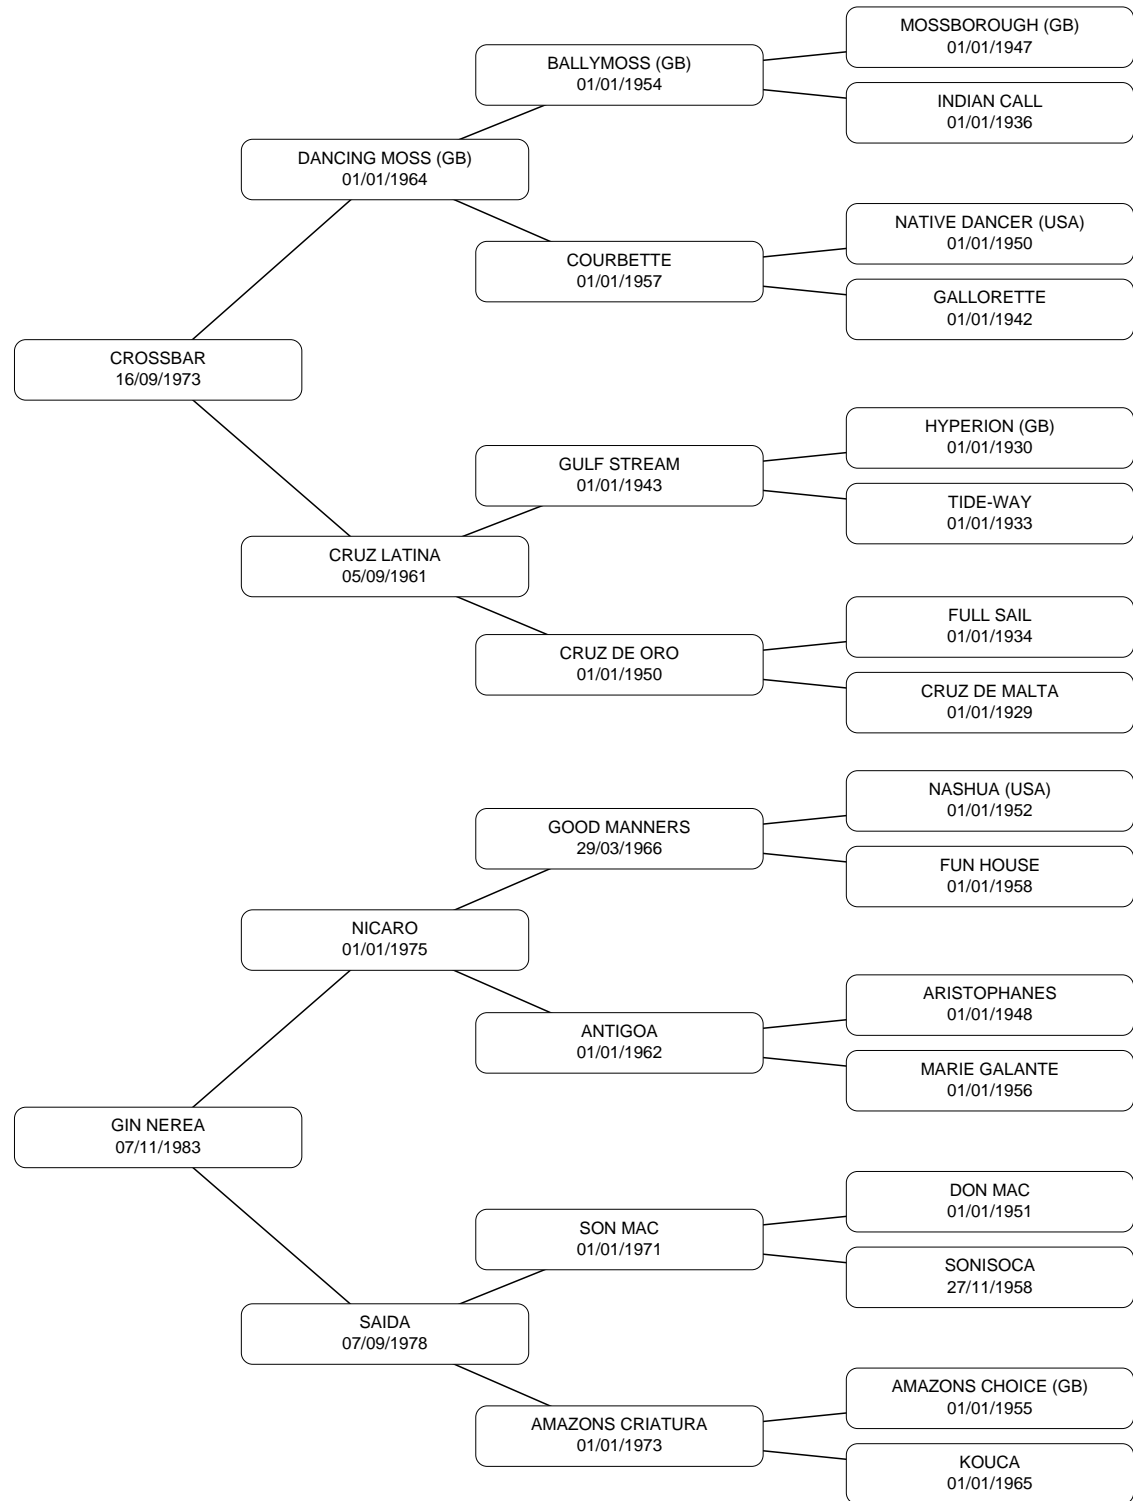 MOSSBOROUGH (GB)
01/01/1947
BALLYMOSS (GB)
01/01/1954
INDIAN CALL
01/01/1936
DANCING MOSS (GB)
01/01/1964
NATIVE DANCER (USA)
01/01/1950
COURBETTE
01/01/1957
GALLORETTE
01/01/1942
CROSSBAR
16/09/1973
HYPERION (GB)
01/01/1930
GULF STREAM
01/01/1943
TIDE-WAY
01/01/1933
CRUZ LATINA
05/09/1961
FULL SAIL
01/01/1934
CRUZ DE ORO
01/01/1950
CRUZ DE MALTA
01/01/1929
NASHUA (USA)
01/01/1952
GOOD MANNERS
29/03/1966
FUN HOUSE
01/01/1958
NICARO
01/01/1975
ARISTOPHANES
01/01/1948
ANTIGOA
01/01/1962
MARIE GALANTE
01/01/1956
GIN NEREA
07/11/1983
DON MAC
01/01/1951
SON MAC
01/01/1971
SONISOCA
27/11/1958
SAIDA
07/09/1978
AMAZONS CHOICE (GB)
01/01/1955
AMAZONS CRIATURA
01/01/1973
KOUCA
01/01/1965